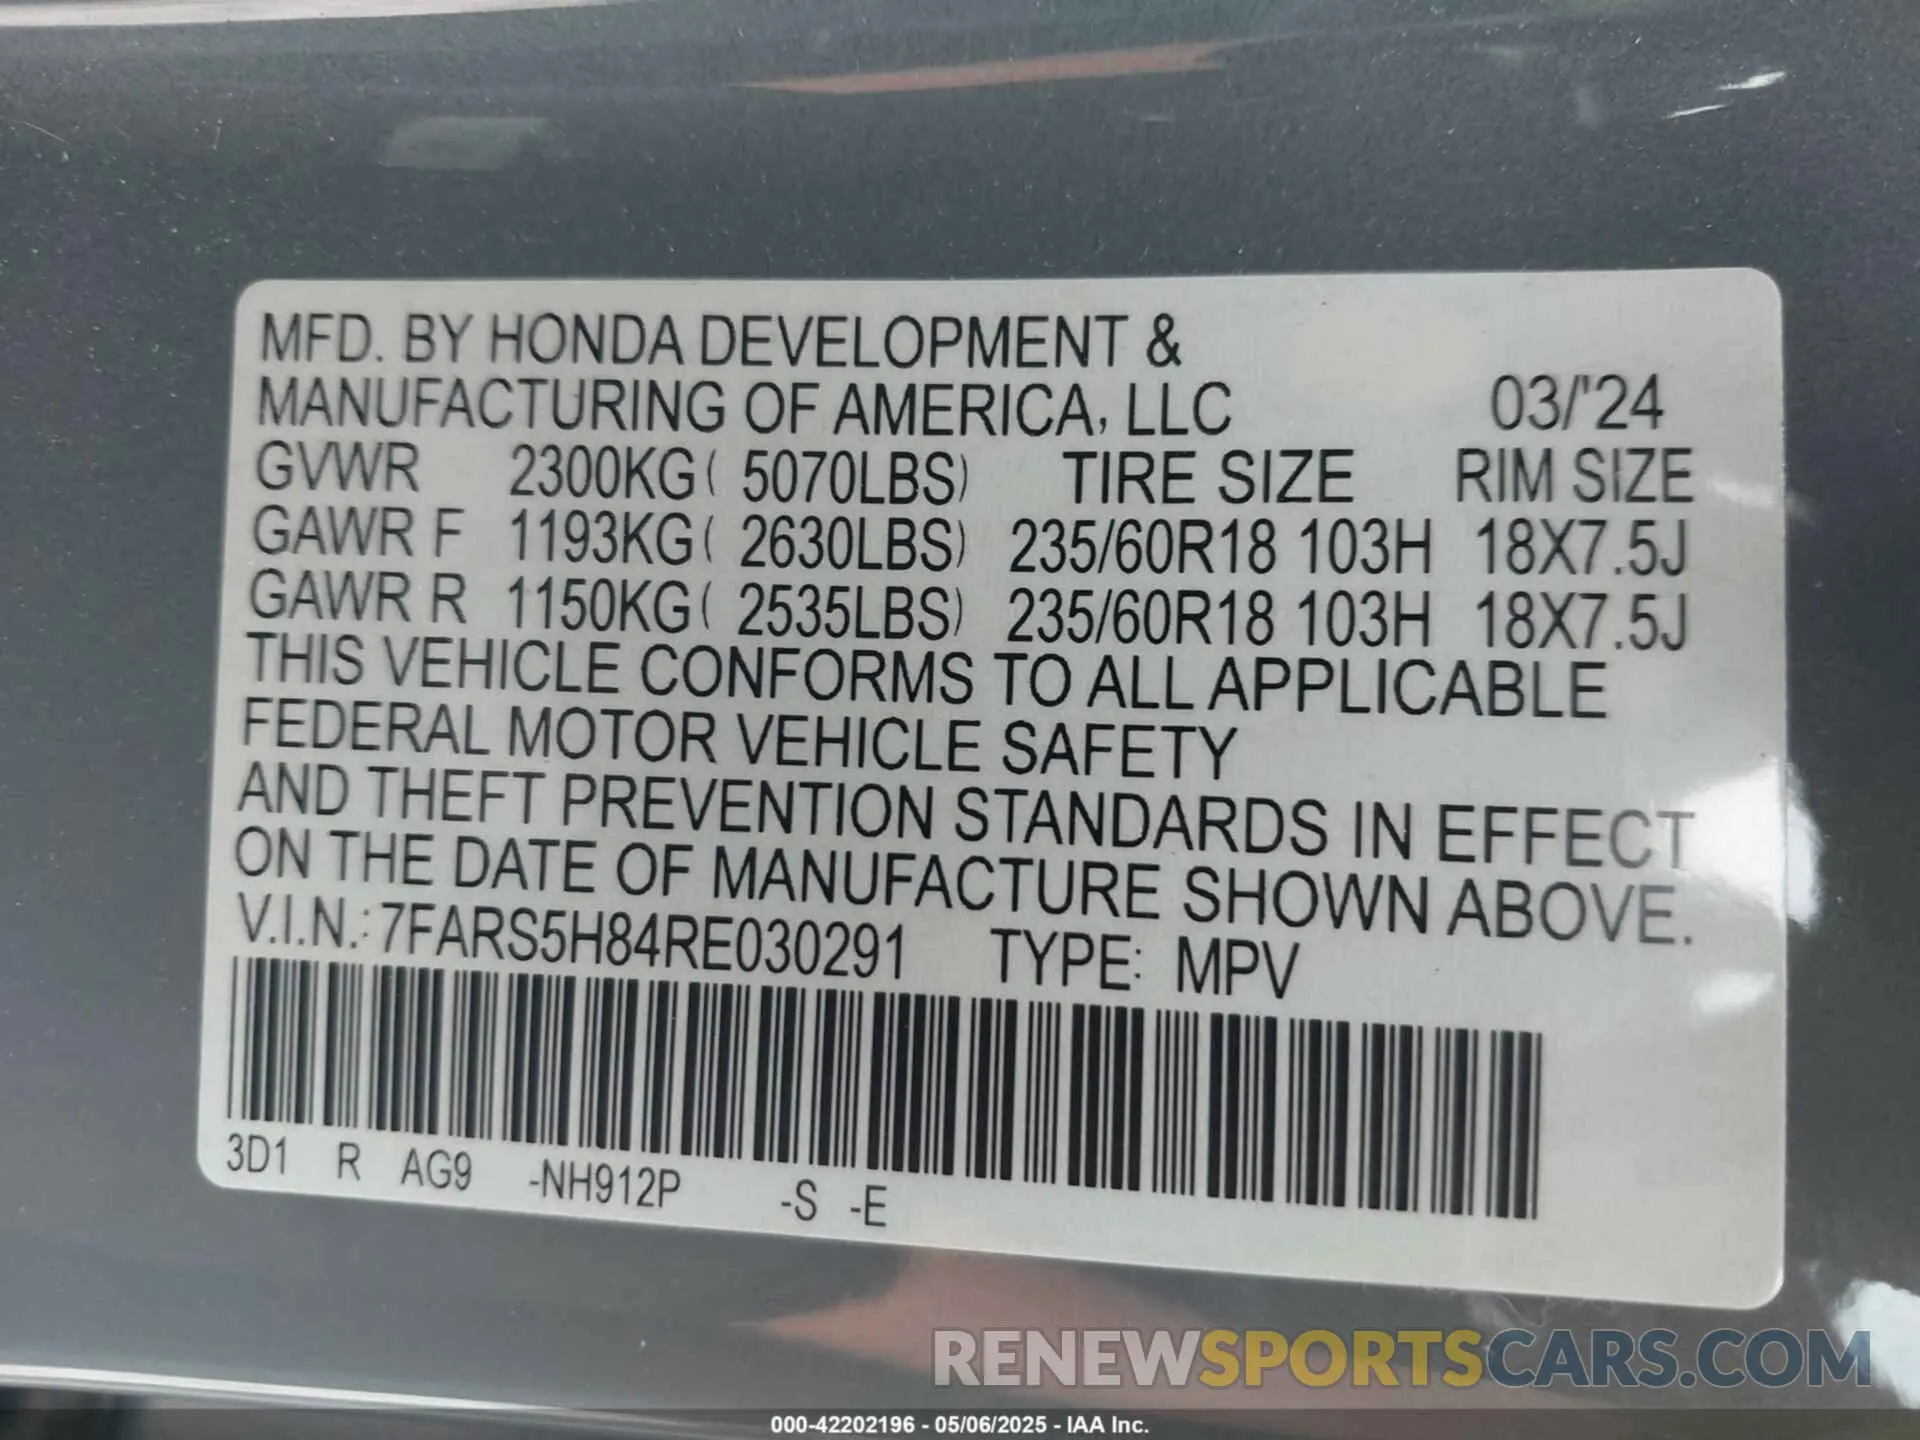 MFD. BY HONDA DEVELOPMENT &
MANUFACTURING OF AMERICA, LLC 03/'24
GVWR 2300KG( 5070LBS) TIRE SIZE RIM SIZE
GAWR F 1193KG( 2630LBS) 235/60R18 103H 18X7.5J
GAWR R 1150KG( 2535LBS) 235/60R18 103H 18X7.5J
THIS VEHICLE CONFORMS TO ALL APPLICABLE
FEDERAL MOTOR VEHICLE SAFETY
AND THEFT PREVENTION STANDARDS IN EFFECT
ON THE DATE OF MANUFACTURE SHOWN ABOVE.
V.I.N.: 7FARS5H84RE030291 TYPE: MPV
3D1 R AG9 -NH912P -S -E
RENEWSPORTSCARS.COM
000-42202196 - 05/06/2025 - IAA Inc.